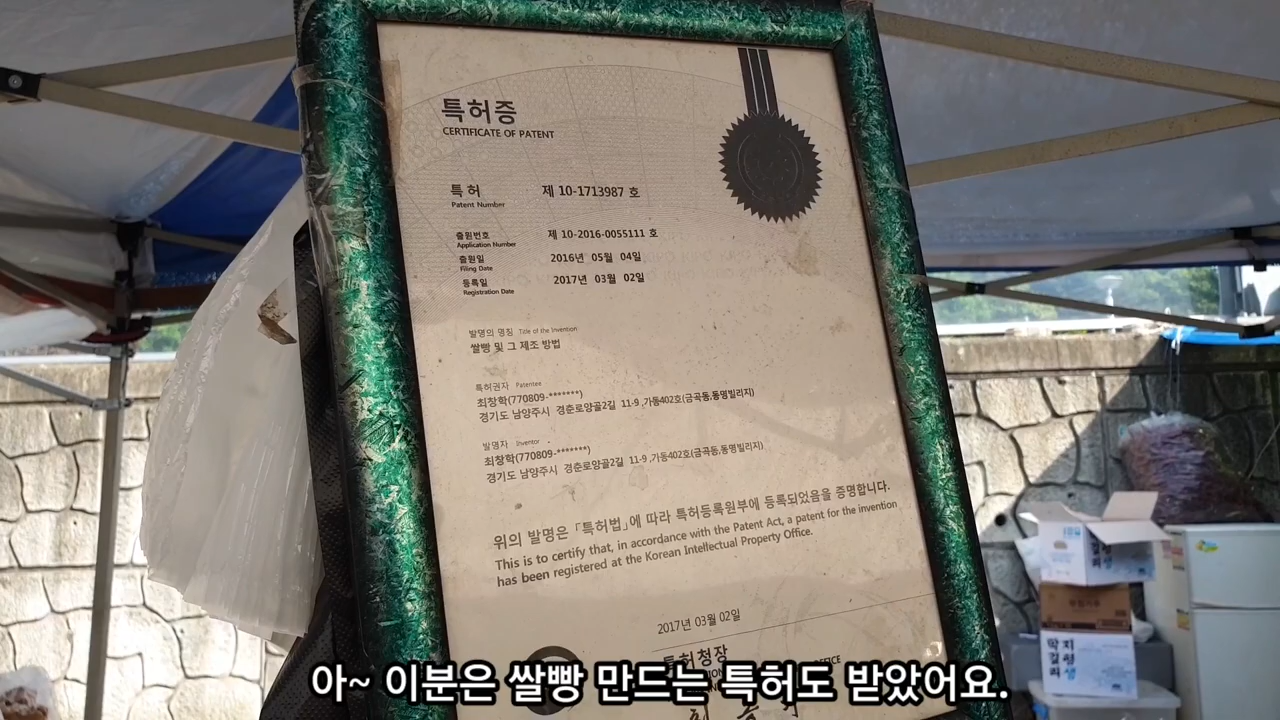 특허증
CERTIFICATE OF PATENT
특허 제 10-1713987 호
Patent Number
출원번호 제 10-2016-0055111 호
Application Number
출원일 2016년 05월 04일
Filing Date
등록일 2017년 03월 02일
Registration Date
발명의 명칭 Title of the Invention
쌀빵 및 그 제조 방법
특허권자 Patentee
최창학(770809-*******)
경기도 남양주시 경춘로양골2길 11-9 ,가동402호(금곡동,동명빌리지)
발명자 Inventor
최창학(770809-*******)
경기도 남양주시 경춘로양골2길 11-9 ,가동402호(금곡동,동명빌리지)
위의 발명은 「특허법」에 따라 특허등록원부에 등록되었음을 증명합니다.
This is to certify that, in accordance with the Patent Act, a patent for the invention
has been registered at the Korean Intellectual Property Office.
2017년 03월 02일
특허청장
아~ 이분은 쌀빵 만드는 특허도 받았어요.